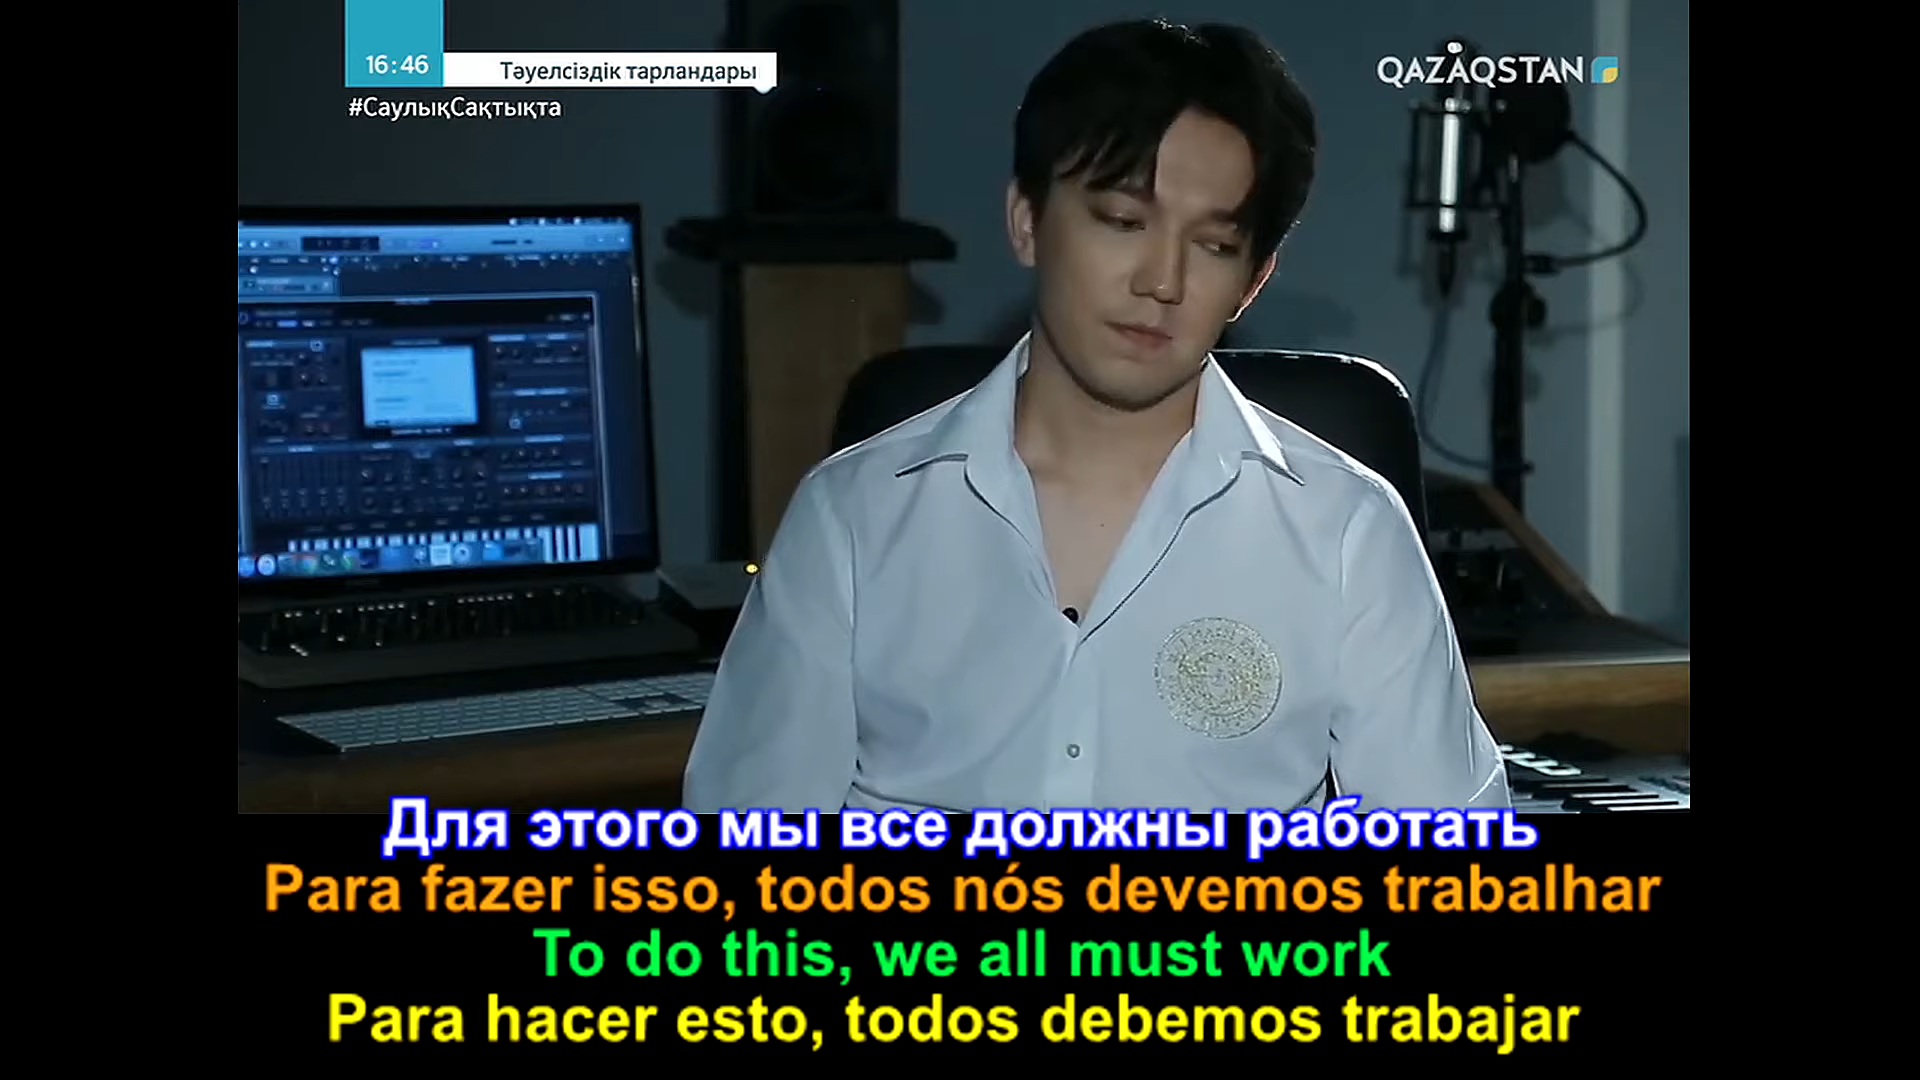 16:46
Тәуелсіздік тарландары
QAZAQSTAN
#СаулықСақтықта
Для этого мы все должны работать
Para fazer isso, todos nós devemos trabalhar
To do this, we all must work
Para hacer esto, todos debemos trabajar